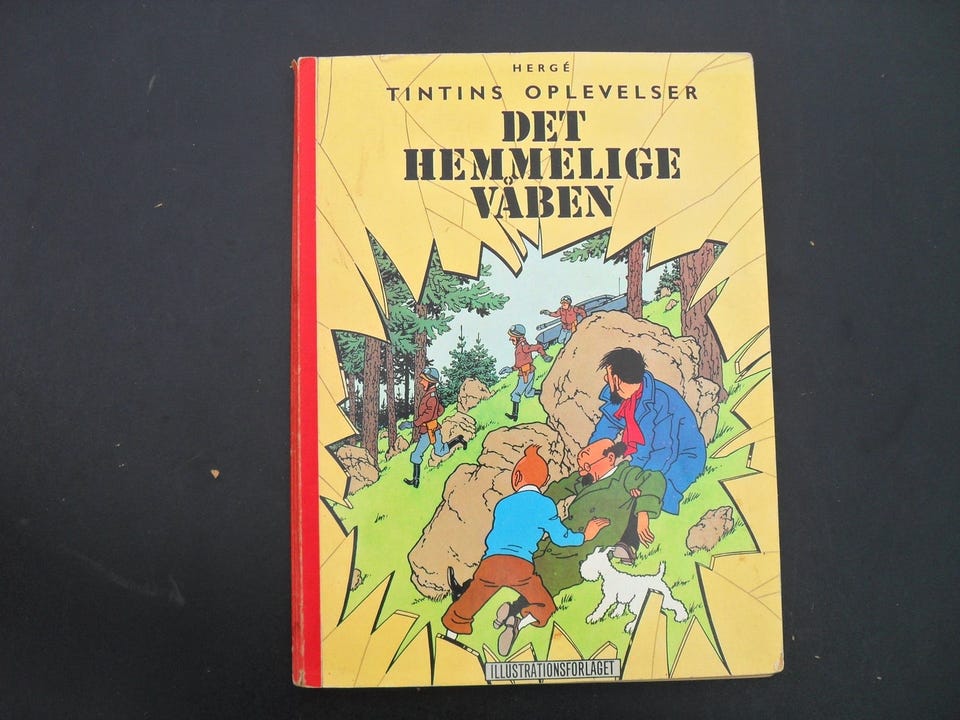 HERGÉ
TINTINS OPLEVELSER
DET
HEMMELIGE
VÅBEN
ILLUSTRATIONSFORLAGET